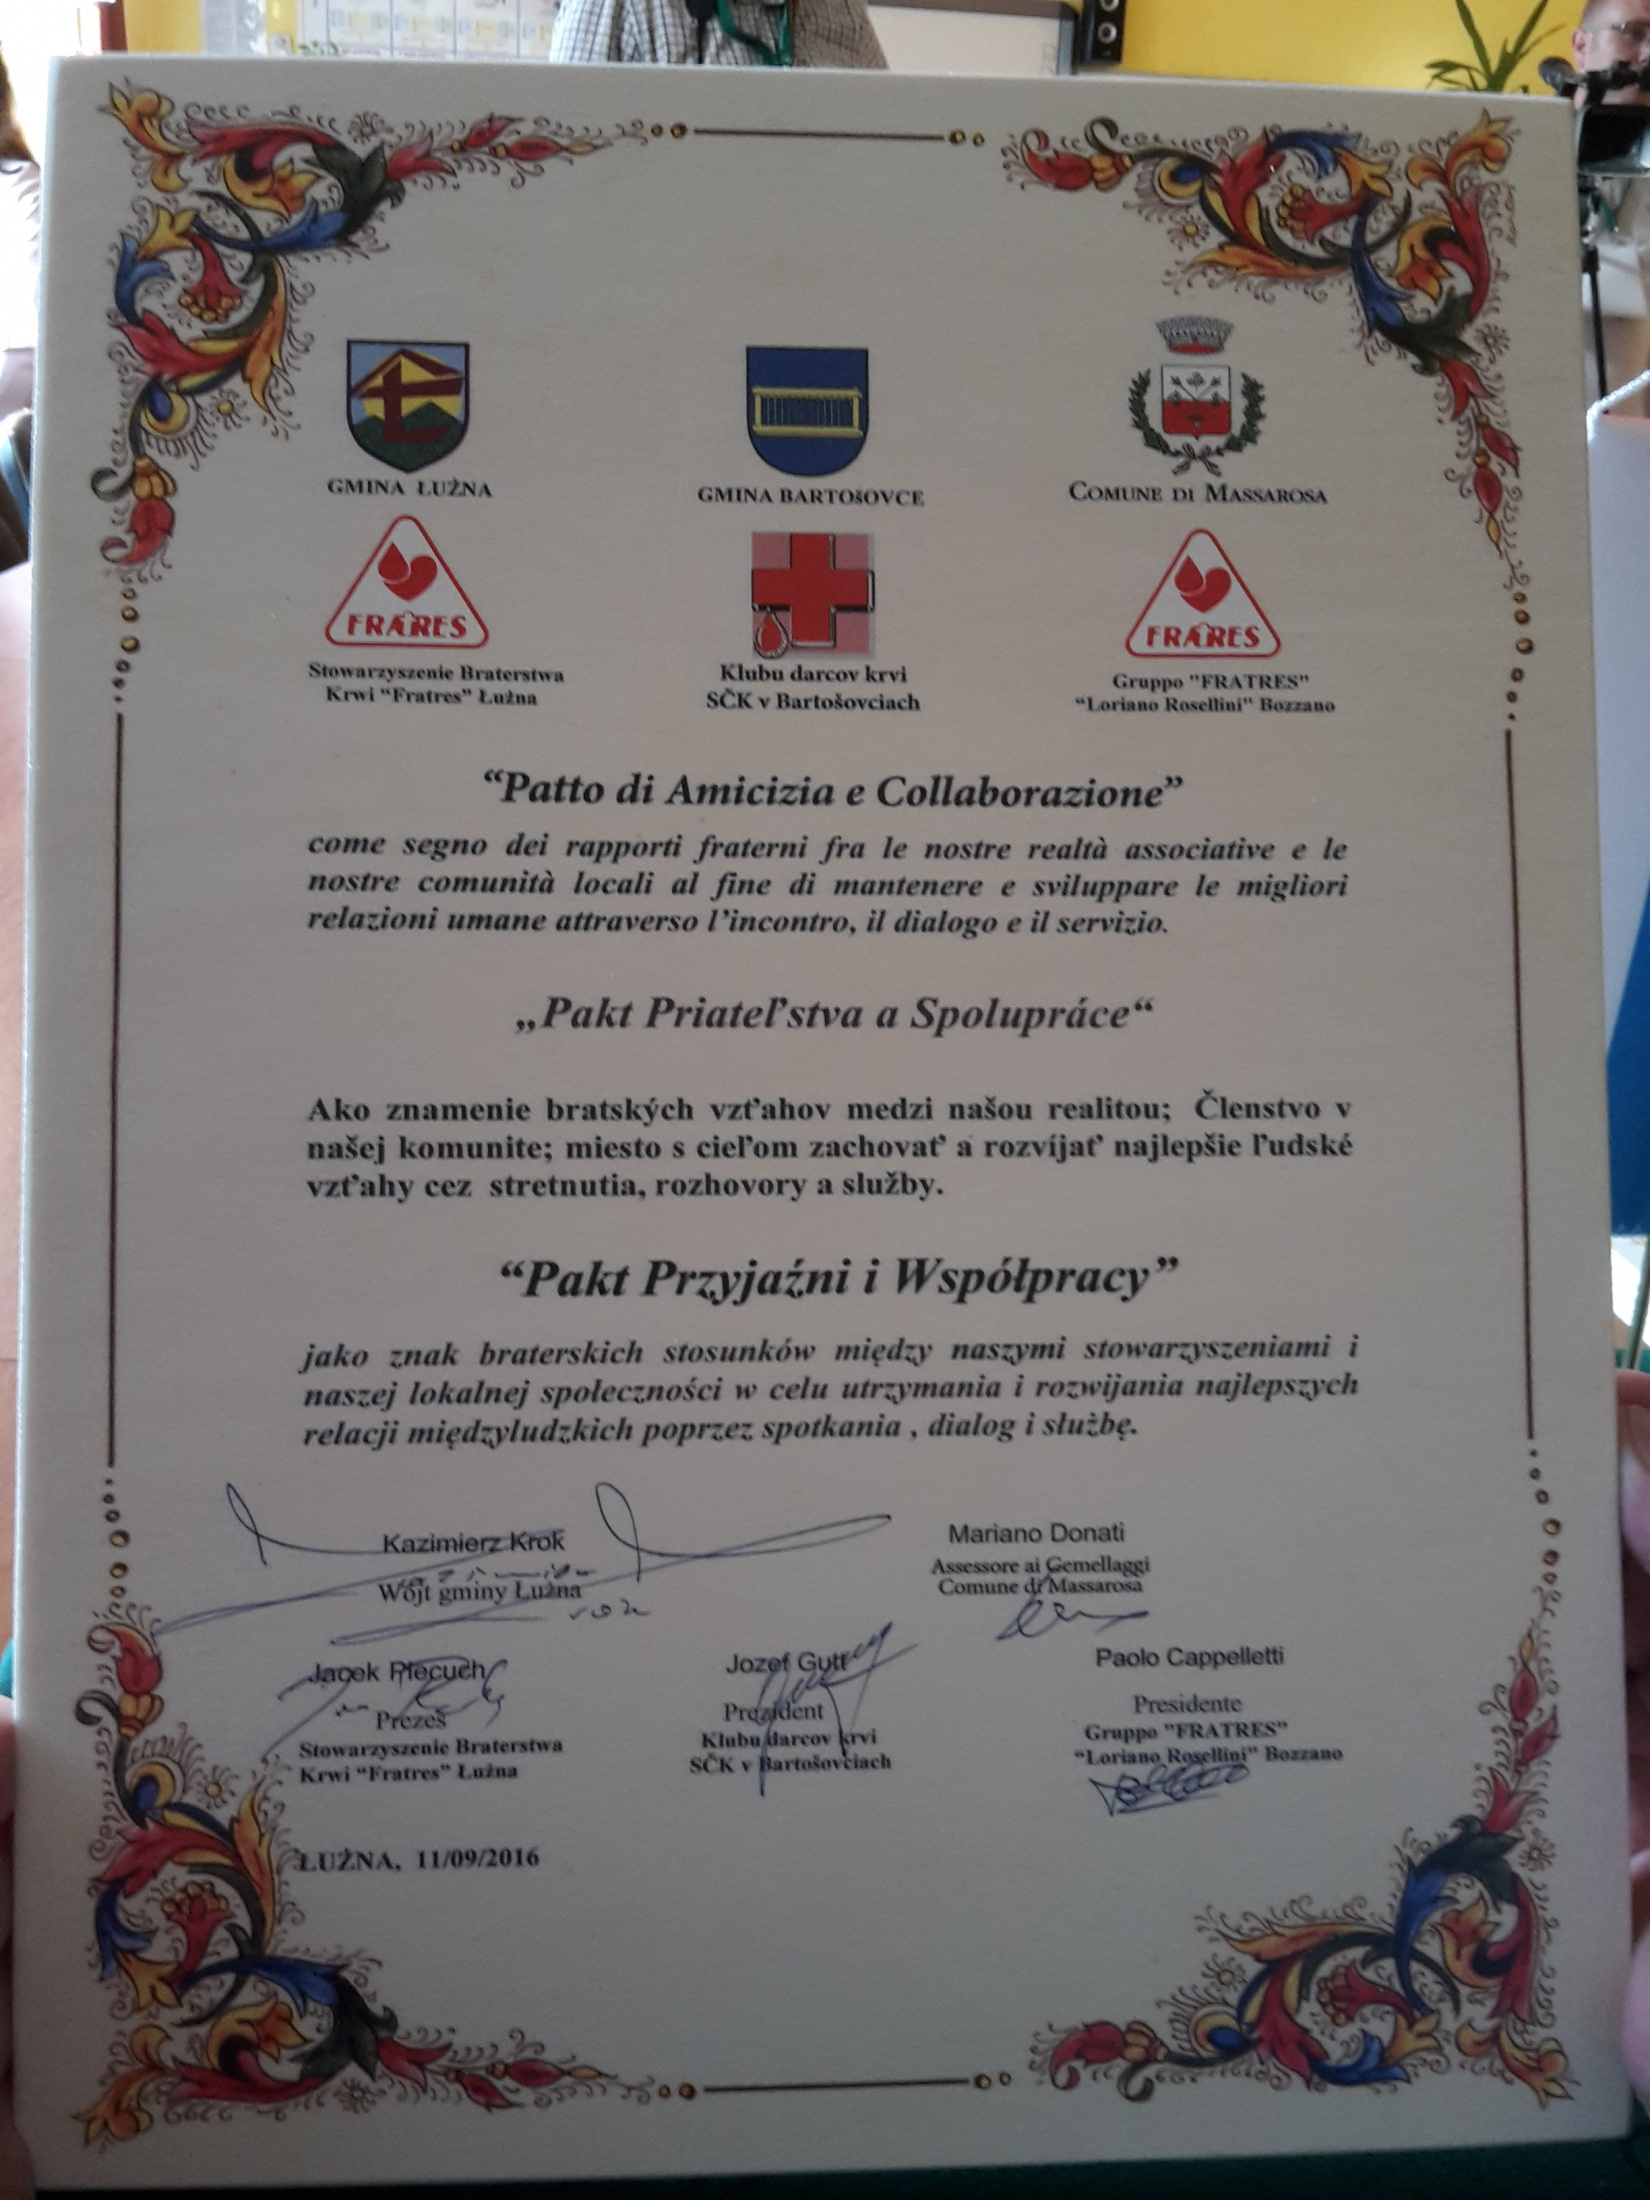 GMINA ŁUŻNA
GMINA BARTOšOVCE
COMUNE DI MASSAROSA
FRATRES
FRATRES
Stowarzyszenie Braterstwa
Krwi “Fratres” Łużna
Klubu darcov krvi
SČK v Bartošovciach
Gruppo "FRATRES"
“Loriano Rosellini” Bozzano
“Patto di Amicizia e Collaborazione”
come segno dei rapporti fraterni fra le nostre realtà associative e le
nostre comunità locali al fine di mantenere e sviluppare le migliori
relazioni umane attraverso l’incontro, il dialogo e il servizio.
„Pakt Priateľstva a Spolupráce“
Ako znamenie bratských vzťahov medzi našou realitou; Členstvo v
našej komunite; miesto s cieľom zachovať a rozvíjať najlepšie ľudské
vzťahy cez stretnutia, rozhovory a služby.
“Pakt Przyjaźni i Współpracy”
jako znak braterskich stosunków między naszymi stowarzyszeniami i
naszej lokalnej społeczności w celu utrzymania i rozwijania najlepszych
relacji międzyludzkich poprzez spotkania , dialog i służbę.
Kazimierz Krok
Wójt gminy Łużna
Mariano Donati
Assessore ai Gemellaggi
Comune di Massarosa
Jacek Piecuch
Prezes
Stowarzyszenie Braterstwa
Krwi “Fratres” Łużna
Jozef Gutt
Prezident
Klubu darcov krvi
SČK v Bartošovciach
Paolo Cappelletti
Presidente
Gruppo "FRATRES"
“Loriano Rosellini” Bozzano
ŁUŻNA, 11/09/2016